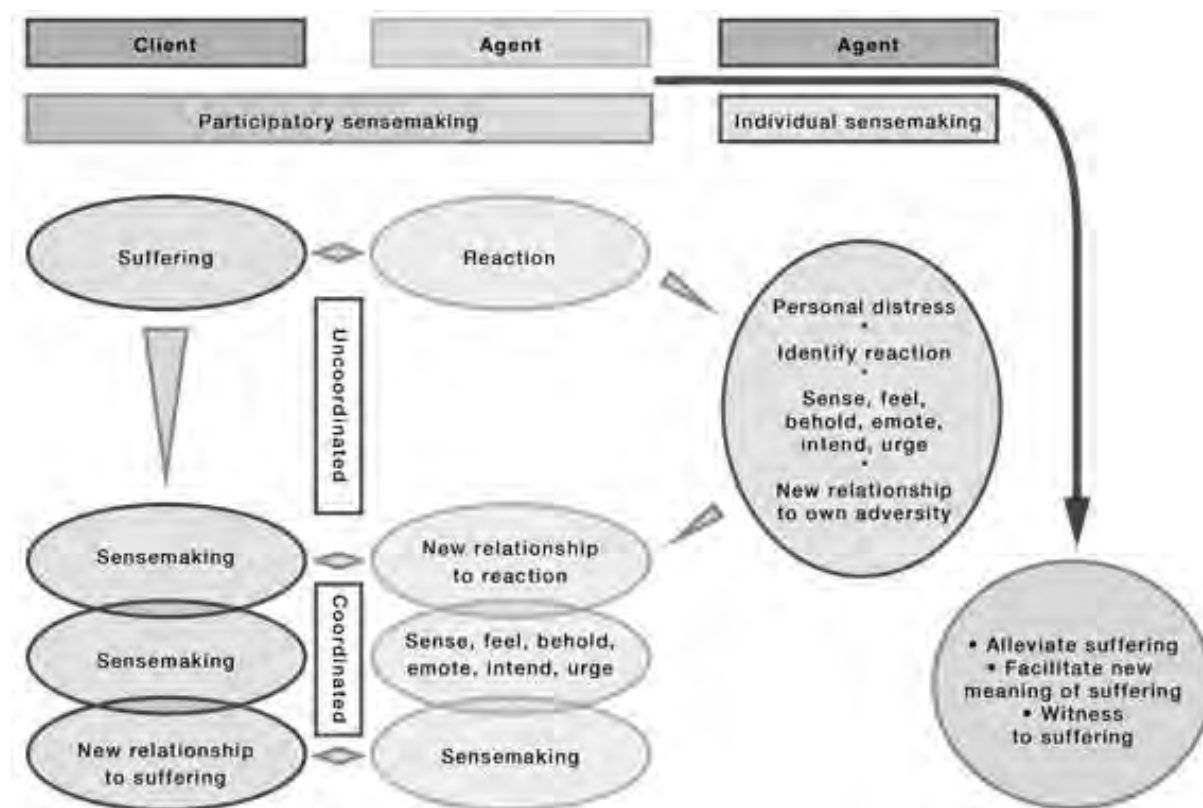 Client
Agent
Agent
Participatory sensemaking
Individual sensemaking
Suffering
Reaction
Uncoordinated
Personal distress
•
Identify reaction
•
Sense, feel,
behold, emote,
intend, urge
•
New relationship
to own adversity
Sensemaking
New relationship
to reaction
Coordinated
Sensemaking
Sense, feel, behold,
emote, intend, urge
New relationship
to suffering
Sensemaking
• Alleviate suffering
• Facilitate new
meaning of suffering
• Witness
to suffering